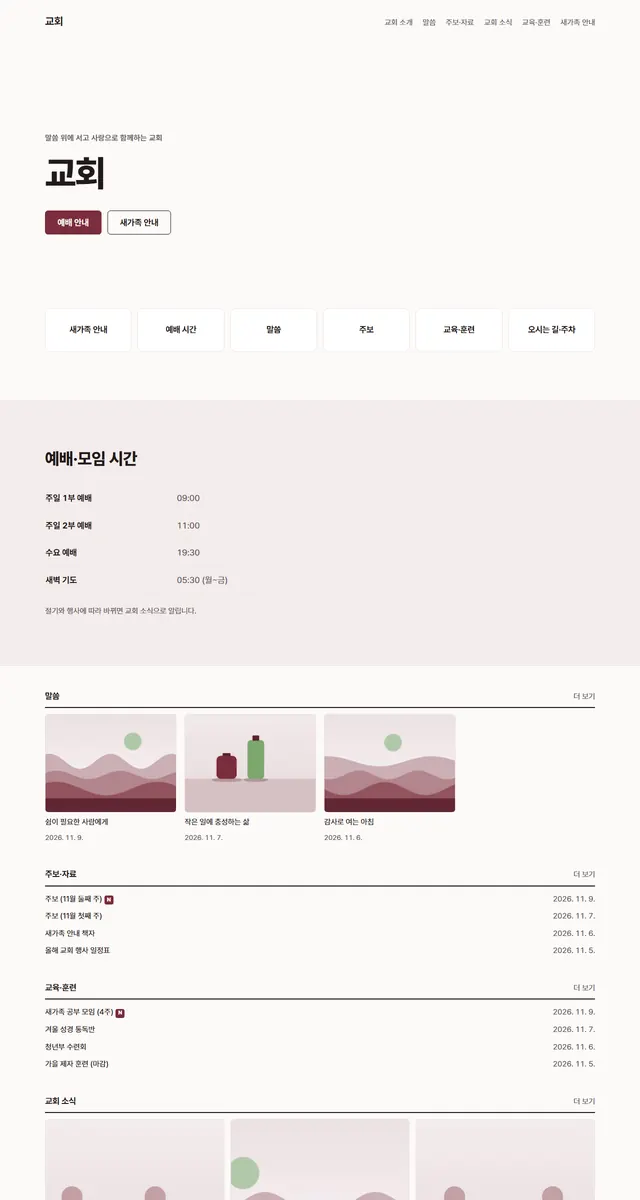 교회
교회 소개 말씀 주보·자료 교회 소식 교육·훈련 새가족 안내
말씀 위에 서고 사랑으로 함께하는 교회
교회
예배 안내 새가족 안내
새가족 안내 예배 시간 말씀 주보 교육·훈련 오시는 길·주차
예배·모임 시간
주일 1부 예배 09:00
주일 2부 예배 11:00
수요 예배 19:30
새벽 기도 05:30 (월~금)
절기와 행사에 따라 바뀌면 교회 소식으로 알립니다.
말씀 더 보기
쉼이 필요한 사람에게
2026. 11. 9.
작은 일에 충성하는 삶
2026. 11. 7.
감사로 여는 아침
2026. 11. 6.
주보·자료 더 보기
주보 (11월 둘째 주) N 2026. 11. 9.
주보 (11월 첫째 주) 2026. 11. 7.
새가족 안내 책자 2026. 11. 6.
올해 교회 행사 일정표 2026. 11. 5.
교육·훈련 더 보기
새가족 공부 모임 (4주) N 2026. 11. 9.
겨울 성경 통독반 2026. 11. 7.
청년부 수련회 2026. 11. 6.
가을 제자 훈련 (마감) 2026. 11. 5.
교회 소식 더 보기